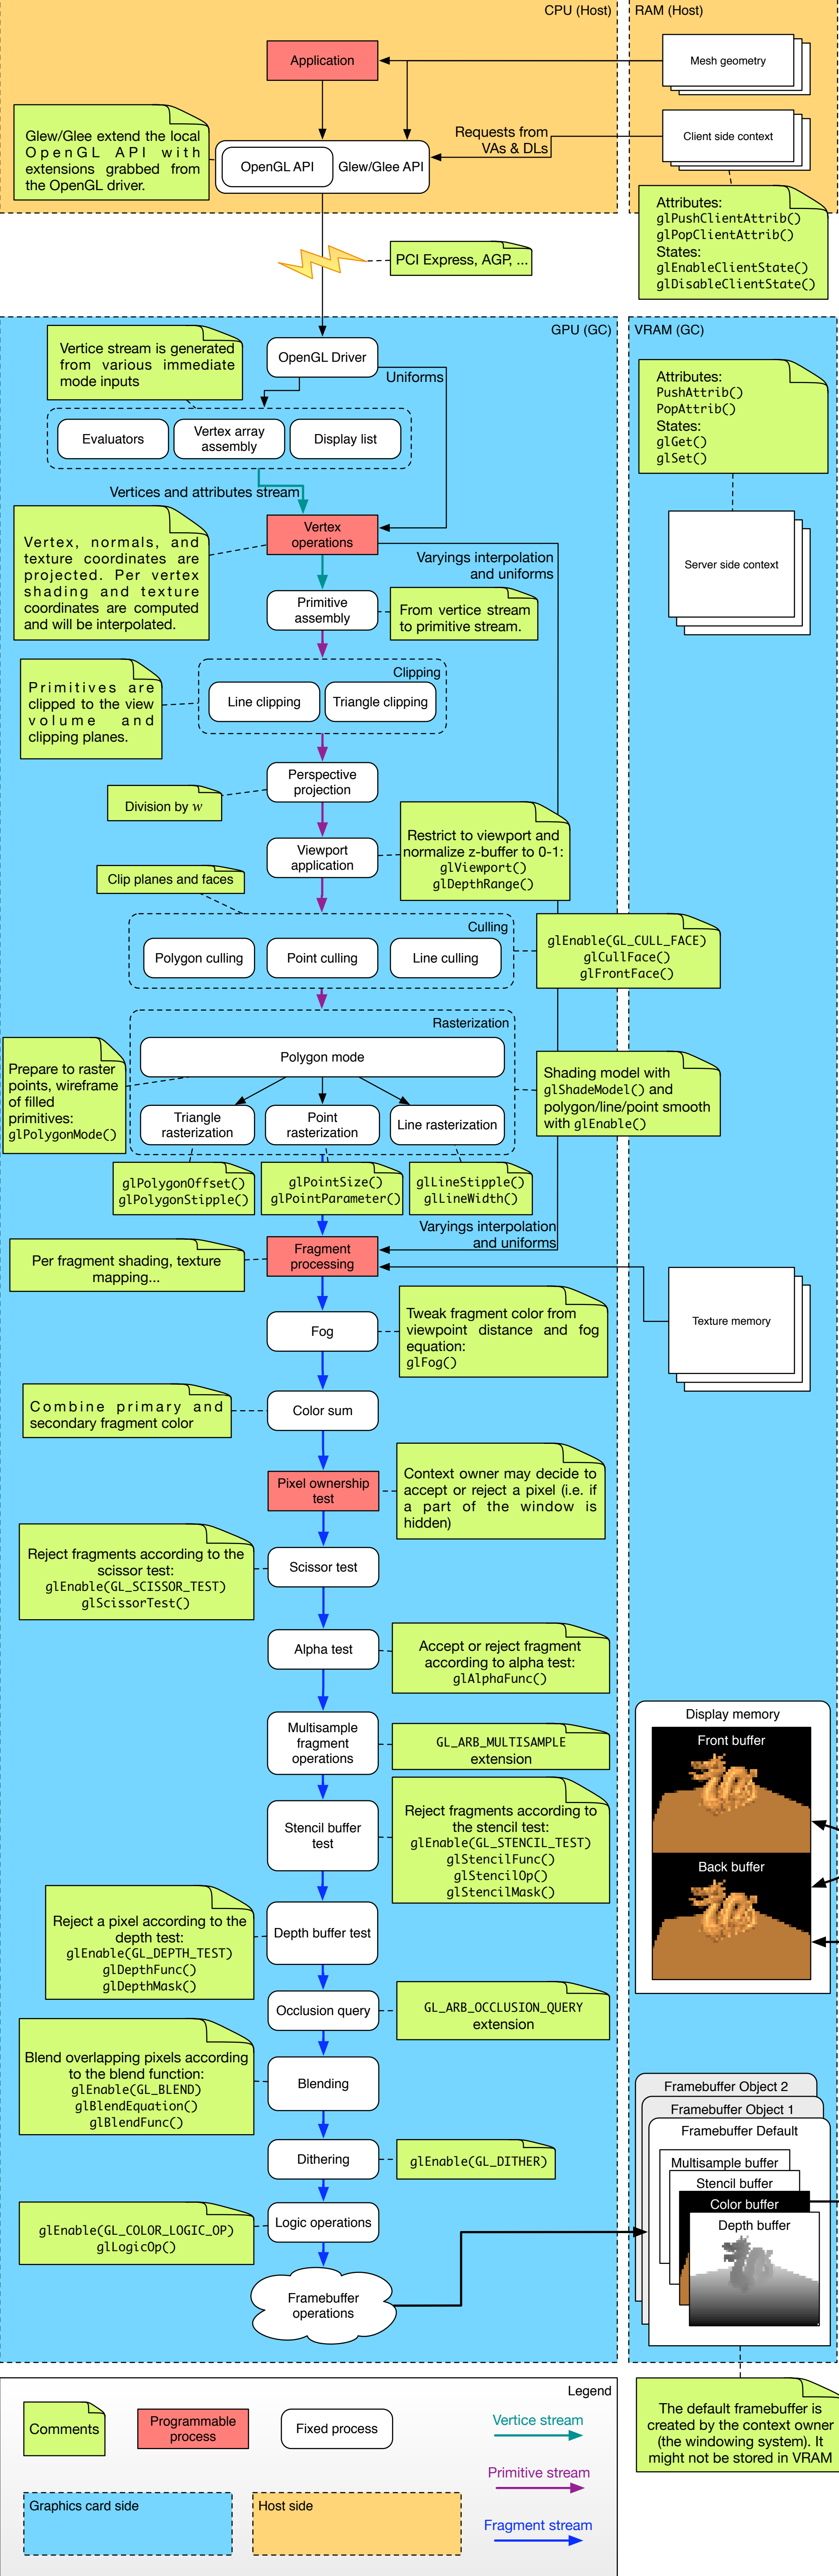 CPU (Host)
RAM (Host)
Application
Mesh geometry
Glew/Glee extend the local
OpenGL API with
extensions grabbed from
the OpenGL driver.
OpenGL API
Glew/Glee API
Requests from
VAs & DLs
Client side context
Attributes:
glPushClientAttrib()
glPopClientAttrib()
States:
glEnableClientState()
glDisableClientState()
PCI Express, AGP, ...
GPU (GC)
VRAM (GC)
Vertice stream is generated
from various immediate
mode inputs
OpenGL Driver
Uniforms
Attributes:
PushAttrib()
PopAttrib()
States:
glGet()
glSet()
Evaluators
Vertex array
assembly
Display list
Vertices and attributes stream
Vertex, normals, and
texture coordinates are
projected. Per vertex
shading and texture
coordinates are computed
and will be interpolated.
Vertex
operations
Varyings interpolation
and uniforms
Server side context
Primitive
assembly
From vertice stream
to primitive stream.
Primitives are
clipped to the view
volume and
clipping planes.
Clipping
Line clipping
Triangle clipping
Perspective
projection
Division by w
Viewport
application
Restrict to viewport and
normalize z-buffer to 0-1:
glViewport()
glDepthRange()
Clip planes and faces
Culling
Polygon culling
Point culling
Line culling
glEnable(GL_CULL_FACE)
glCullFace()
glFrontFace()
Rasterization
Polygon mode
Prepare to raster
points, wireframe
of filled
primitives:
glPolygonMode()
Triangle
rasterization
Point
rasterization
Line rasterization
Shading model with
glShadeModel() and
polygon/line/point smooth
with glEnable()
glPolygonOffset()
glPolygonStipple()
glPointSize()
glPointParameter()
glLineStipple()
glLineWidth()
Varyings interpolation
and uniforms
Per fragment shading, texture
mapping...
Fragment
processing
Texture memory
Fog
Tweak fragment color from
viewpoint distance and fog
equation:
glFog()
Combine primary and
secondary fragment color
Color sum
Pixel ownership
test
Context owner may decide to
accept or reject a pixel (i.e. if
a part of the window is
hidden)
Reject fragments according to the
scissor test:
glEnable(GL_SCISSOR_TEST)
glScissorTest()
Scissor test
Alpha test
Accept or reject fragment
according to alpha test:
glAlphaFunc()
Multisample
fragment
operations
GL_ARB_MULTISAMPLE
extension
Display memory
Front buffer
Back buffer
Stencil buffer
test
Reject fragments according to
the stencil test:
glEnable(GL_STENCIL_TEST)
glStencilFunc()
glStencilOp()
glStencilMask()
Reject a pixel according to the
depth test:
glEnable(GL_DEPTH_TEST)
glDepthFunc()
glDepthMask()
Depth buffer test
Occlusion query
GL_ARB_OCCLUSION_QUERY
extension
Blend overlapping pixels according
to the blend function:
glEnable(GL_BLEND)
glBlendEquation()
glBlendFunc()
Blending
Dithering
glEnable(GL_DITHER)
glEnable(GL_COLOR_LOGIC_OP)
glLogicOp()
Logic operations
Framebuffer
operations
Framebuffer Object 2
Framebuffer Object 1
Framebuffer Default
Multisample buffer
Stencil buffer
Color buffer
Depth buffer
The default framebuffer is
created by the context owner
(the windowing system). It
might not be stored in VRAM
Legend
Comments
Programmable
process
Fixed process
Vertice stream
Primitive stream
Fragment stream
Graphics card side
Host side